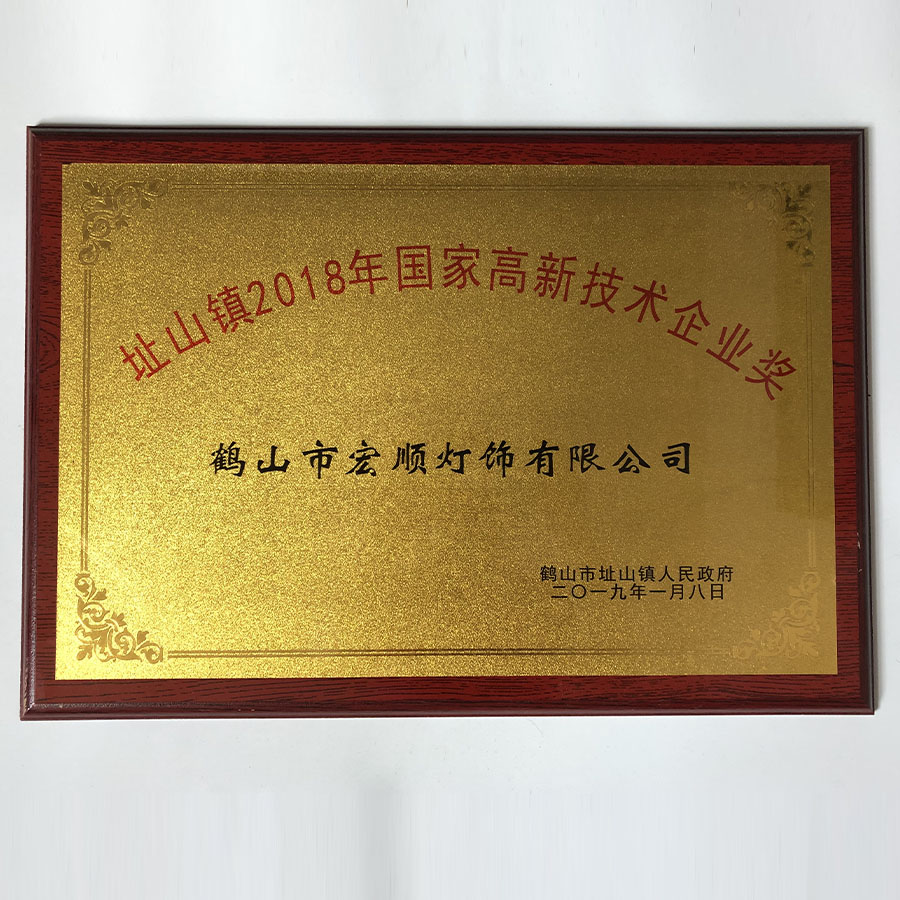 址山镇2018年国家高新技术企业奖
鹤山市宏顺灯饰有限公司
鹤山市址山镇人民政府
二〇一九年一月八日